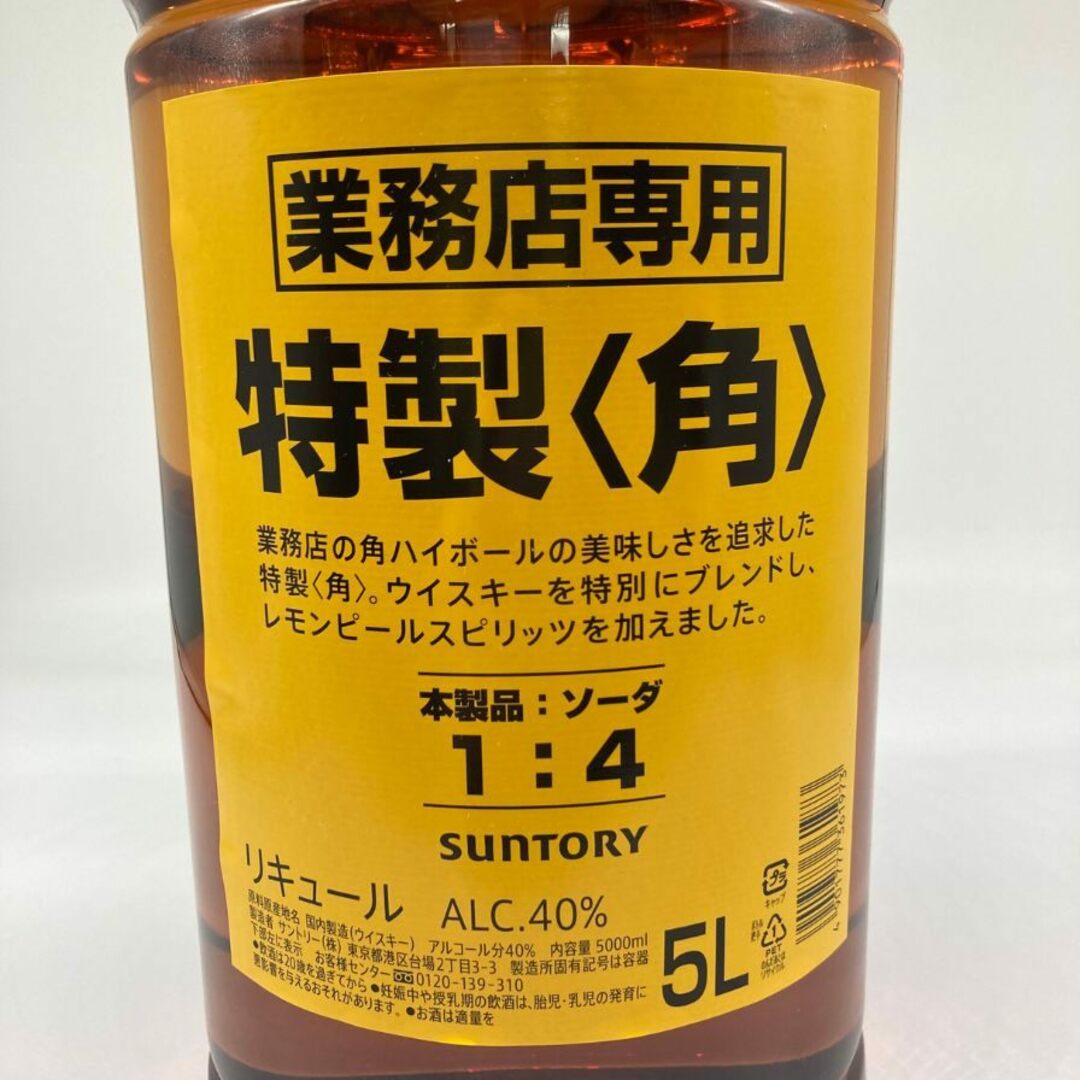 業務店専用
特製〈角〉
業務店の角ハイボールの美味しさを追求した
特製〈角〉。ウイスキーを特別にブレンドし、
レモンピールスピリッツを加えました。
本製品：ソーダ
1：4
SUNTORY
リキュール
ALC.40%
原料原産地名 国内製造(ウイスキー) アルコール分40% 内容量 5000ml
製造者 サントリー(株) 東京都港区台場2丁目3-3 製造所固有記号は容器
下部左に表示 お客様センター 0120-139-310
●飲酒は20歳を過ぎてから ●妊娠中や授乳期の飲酒は、胎児・乳児の発育に
悪影響を与えるおそれがあります。 ●お酒は適量を
5L
4 901777 361973
プラ
キャップ
1
PET
リサイクル